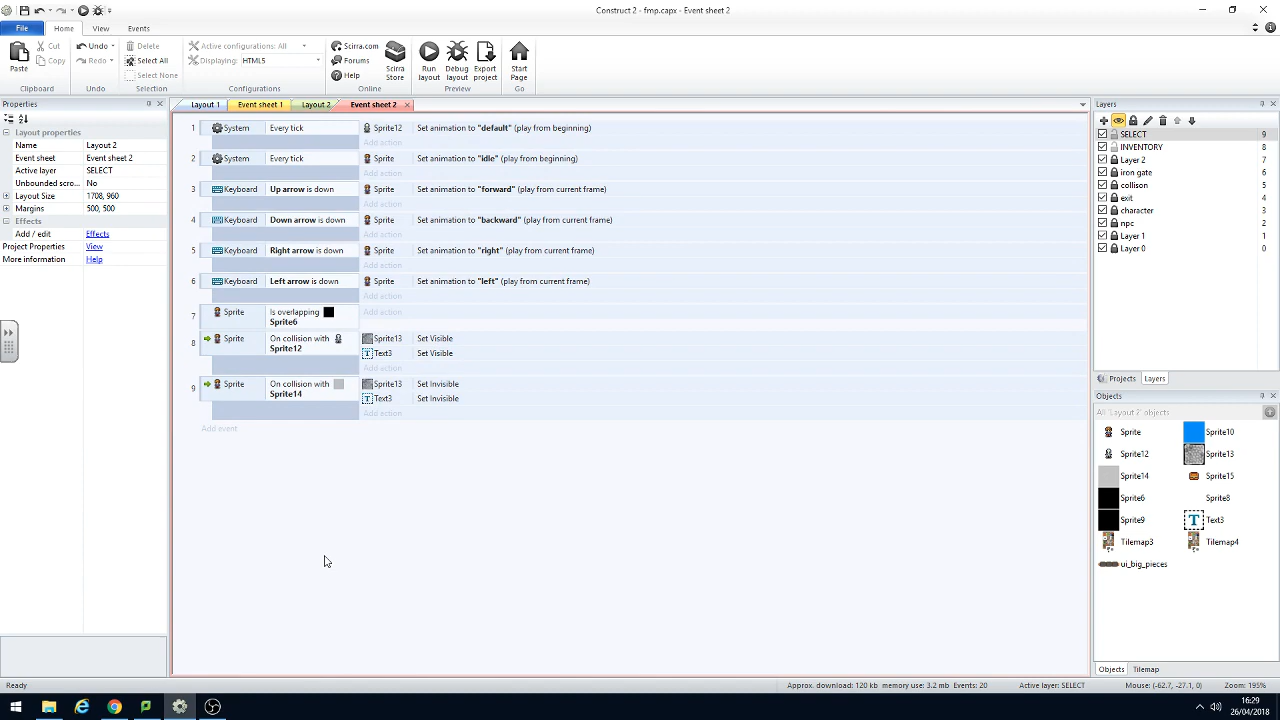 Construct 2 - fmp.capx - Event sheet 2
File Home View Events
Paste
Cut
Copy
Clipboard
Undo
Redo
Undo
Delete
Select All
Select None
Selection
Active configurations: All
Displaying: HTML5
Configurations
Scirra.com
Forums
Help
Scirra Store
Online
Run layout
Debug layout
Export project
Preview
Start Page
Go
Properties
Layout properties
Name Layout 2
Event sheet Event sheet 2
Active layer SELECT
Unbounded scro... No
Layout Size 1708, 960
Margins 500, 500
Effects
Add / edit Effects
Project Properties View
More information Help
Layout 1 Event sheet 1 Layout 2 Event sheet 2
1 System Every tick Sprite12 Set animation to "default" (play from beginning)
Add action
2 System Every tick Sprite Set animation to "idle" (play from beginning)
Add action
3 Keyboard Up arrow is down Sprite Set animation to "forward" (play from current frame)
Add action
4 Keyboard Down arrow is down Sprite Set animation to "backward" (play from current frame)
Add action
5 Keyboard Right arrow is down Sprite Set animation to "right" (play from current frame)
Add action
6 Keyboard Left arrow is down Sprite Set animation to "left" (play from current frame)
Add action
7 Sprite Is overlapping Add action
Sprite6
8 Sprite On collision with Sprite13 Set Visible
Sprite12 Text3 Set Visible
Add action
9 Sprite On collision with Sprite13 Set Invisible
Sprite14 Text3 Set Invisible
Add action
Add event
Layers
SELECT 9
INVENTORY 8
Layer 2 7
iron gate 6
collision 5
exit 4
character 3
npc 2
Layer 1 1
Layer 0 0
Projects Layers
Objects
All 'Layout 2' objects
Sprite Sprite10
Sprite12 Sprite13
Sprite14 Sprite15
Sprite6 Sprite8
Sprite9 Text3
Tilemap3 Tilemap4
ui_big_pieces
Objects Tilemap
Ready
Approx. download: 120 kb memory use: 3.2 mb Events: 20 Active layer: SELECT Mouse: (-62.7, -27.1, 0) Zoom: 195%
16:29
26/04/2018